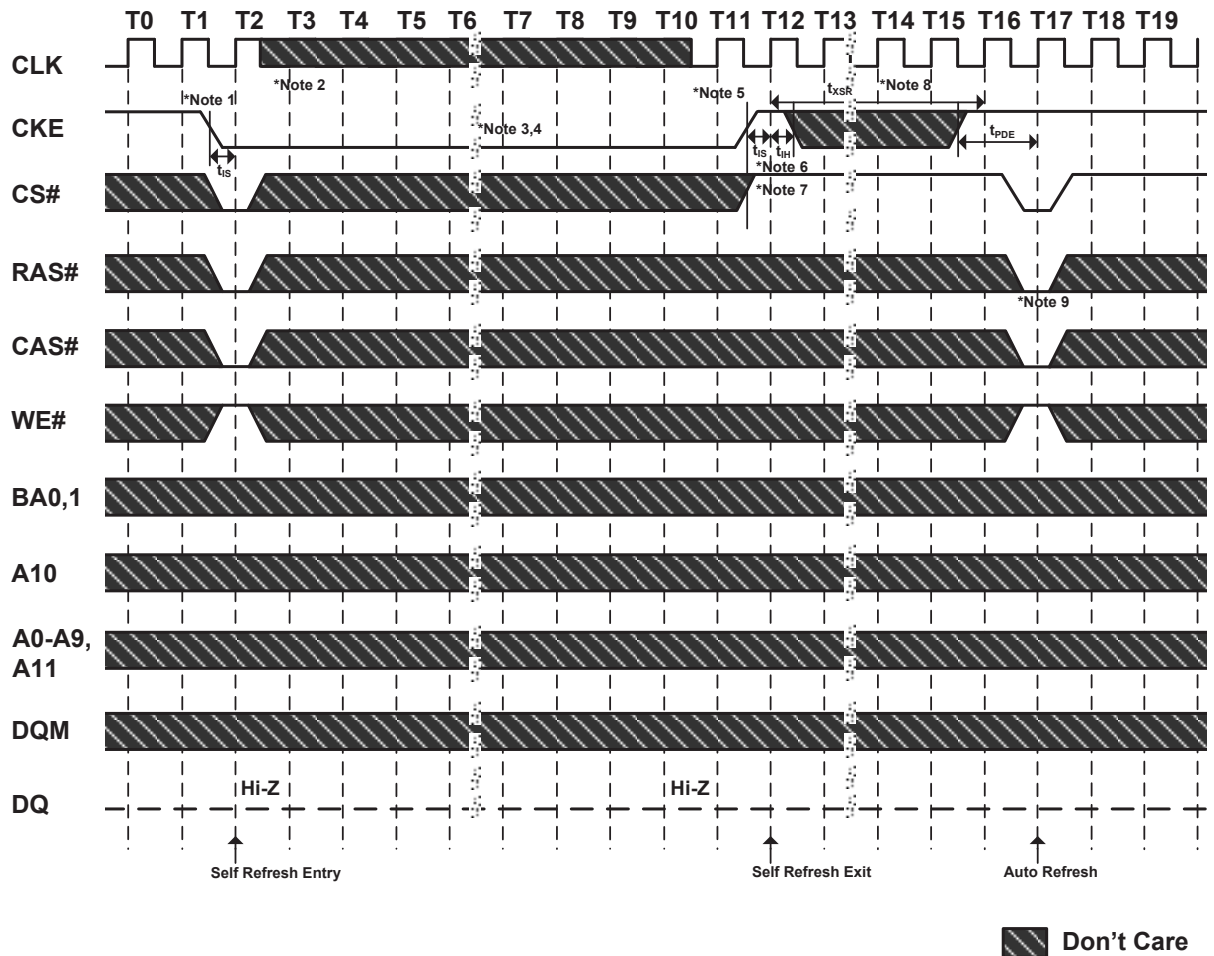 T0 T1 T2 T3 T4 T5 T6 T7 T8 T9 T10 T11 T12 T13 T14 T15 T16 T17 T18 T19
CLK
*Note 2
*Note 5
tXSR
*Note 8
*Note 1
CKE
*Note 3,4
tPDE
tIS
tIS
tIH
*Note 6
CS#
*Note 7
RAS#
*Note 9
CAS#
WE#
BA0,1
A10
A0-A9,
A11
DQM
Hi-Z
Hi-Z
DQ
Self Refresh Entry
Self Refresh Exit
Auto Refresh
Don't Care